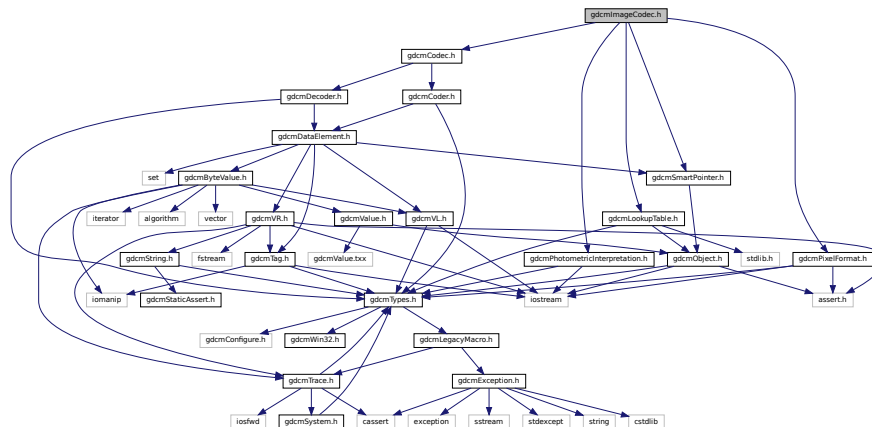 gdcmImageCodec.h
gdcmCodec.h
gdcmDecoder.h
gdcmCoder.h
gdcmDataElement.h
set
gdcmByteValue.h
gdcmSmartPointer.h
iterator
algorithm
vector
gdcmVR.h
gdcmValue.h
gdcmVL.h
gdcmLookupTable.h
gdcmString.h
fstream
gdcmTag.h
gdcmValue.txx
gdcmPhotometricInterpretation.h
gdcmObject.h
stdlib.h
gdcmPixelFormat.h
iomanip
gdcmStaticAssert.h
gdcmTypes.h
iostream
assert.h
gdcmConfigure.h
gdcmWin32.h
gdcmLegacyMacro.h
gdcmTrace.h
gdcmException.h
iosfwd
gdcmSystem.h
cassert
exception
sstream
stdexcept
string
cstdlib